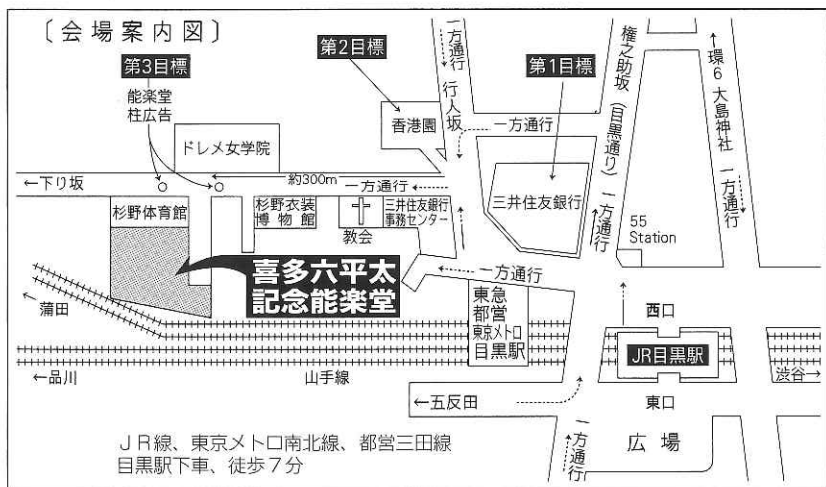 〔会場案内図〕
第3目標
能楽堂
柱広告
ドレメ女学院
第2目標
香港園
一方通行
行人坂
第1目標
一方通行
三井住友銀行
権之助坂(目黒通り)一方通行
環6 大島神社 一方通行
55
Station
←下り坂
約300m
一方通行
杉野体育館
杉野衣装
博物館
教会
三井住友銀行
事務センター
喜多六平太
記念能楽堂
一方通行
東急
都営
東京メトロ
目黒駅
西口
JR目黒駅
東口
蒲田
←品川
山手線
渋谷→
←五反田
一方通行
広場
JR線、東京メトロ南北線、都営三田線
目黒駅下車、徒歩7分